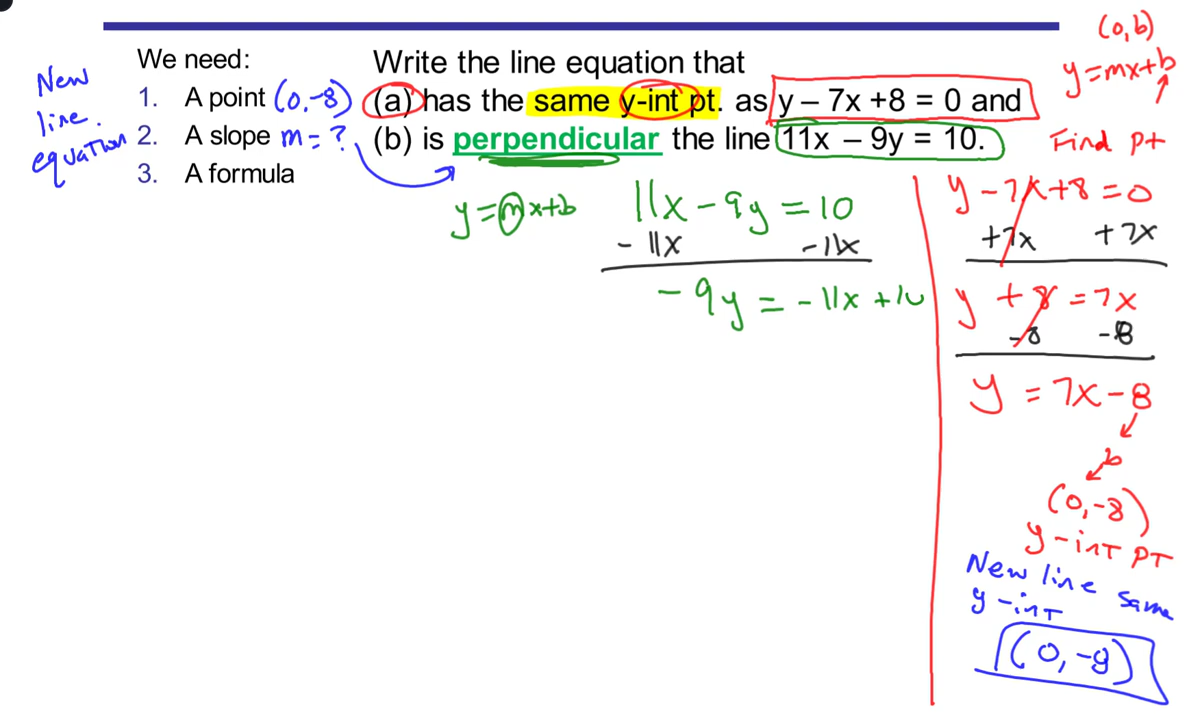 We need:
1. A point (0,-8)
2. A slope m = ?
3. A formula
New
line.
equation
Write the line equation that
(a) has the same y-int pt. as y – 7x +8 = 0 and
(b) is perpendicular the line 11x – 9y = 10.
(0,b)
y=mx+b
Find pt
y=mx+b
11x-9y=10
-11x -11x
-9y=-11x+10
y-7x+8=0
+7x +7x
y+8=7x
-8 -8
y=7x-8
b
(0,-8)
y-int PT
New line same
y-int
(0,-8)